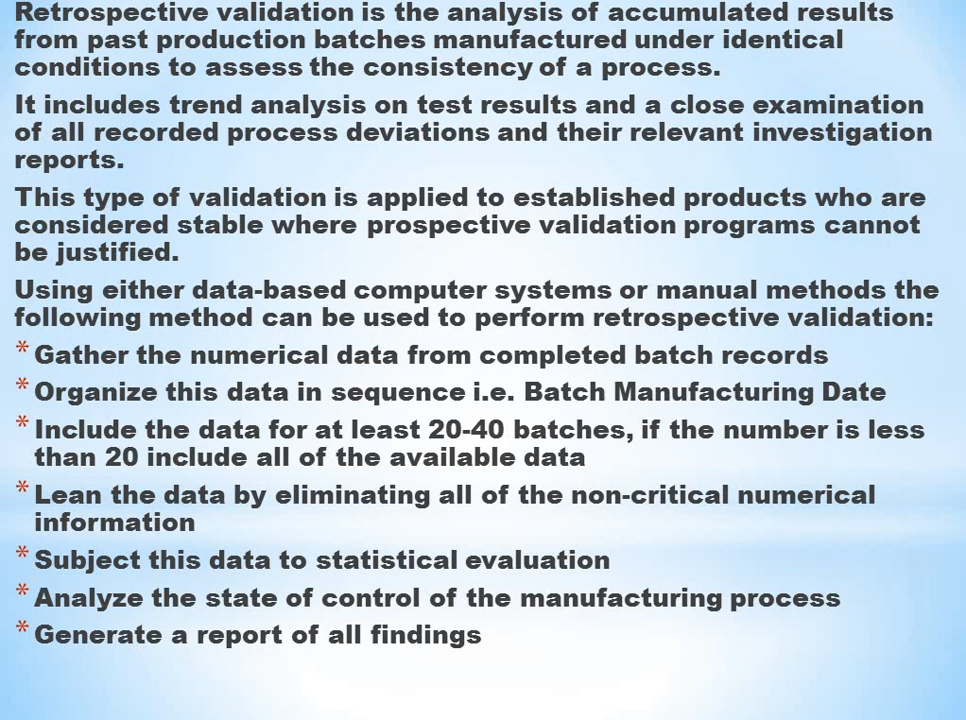 Retrospective validation is the analysis of accumulated results
from past production batches manufactured under identical
conditions to assess the consistency of a process.
It includes trend analysis on test results and a close examination
of all recorded process deviations and their relevant investigation
reports.
This type of validation is applied to established products who are
considered stable where prospective validation programs cannot
be justified.
Using either data-based computer systems or manual methods the
following method can be used to perform retrospective validation:
* Gather the numerical data from completed batch records
* Organize this data in sequence i.e. Batch Manufacturing Date
* Include the data for at least 20-40 batches, if the number is less
than 20 include all of the available data
* Lean the data by eliminating all of the non-critical numerical
information
* Subject this data to statistical evaluation
* Analyze the state of control of the manufacturing process
* Generate a report of all findings